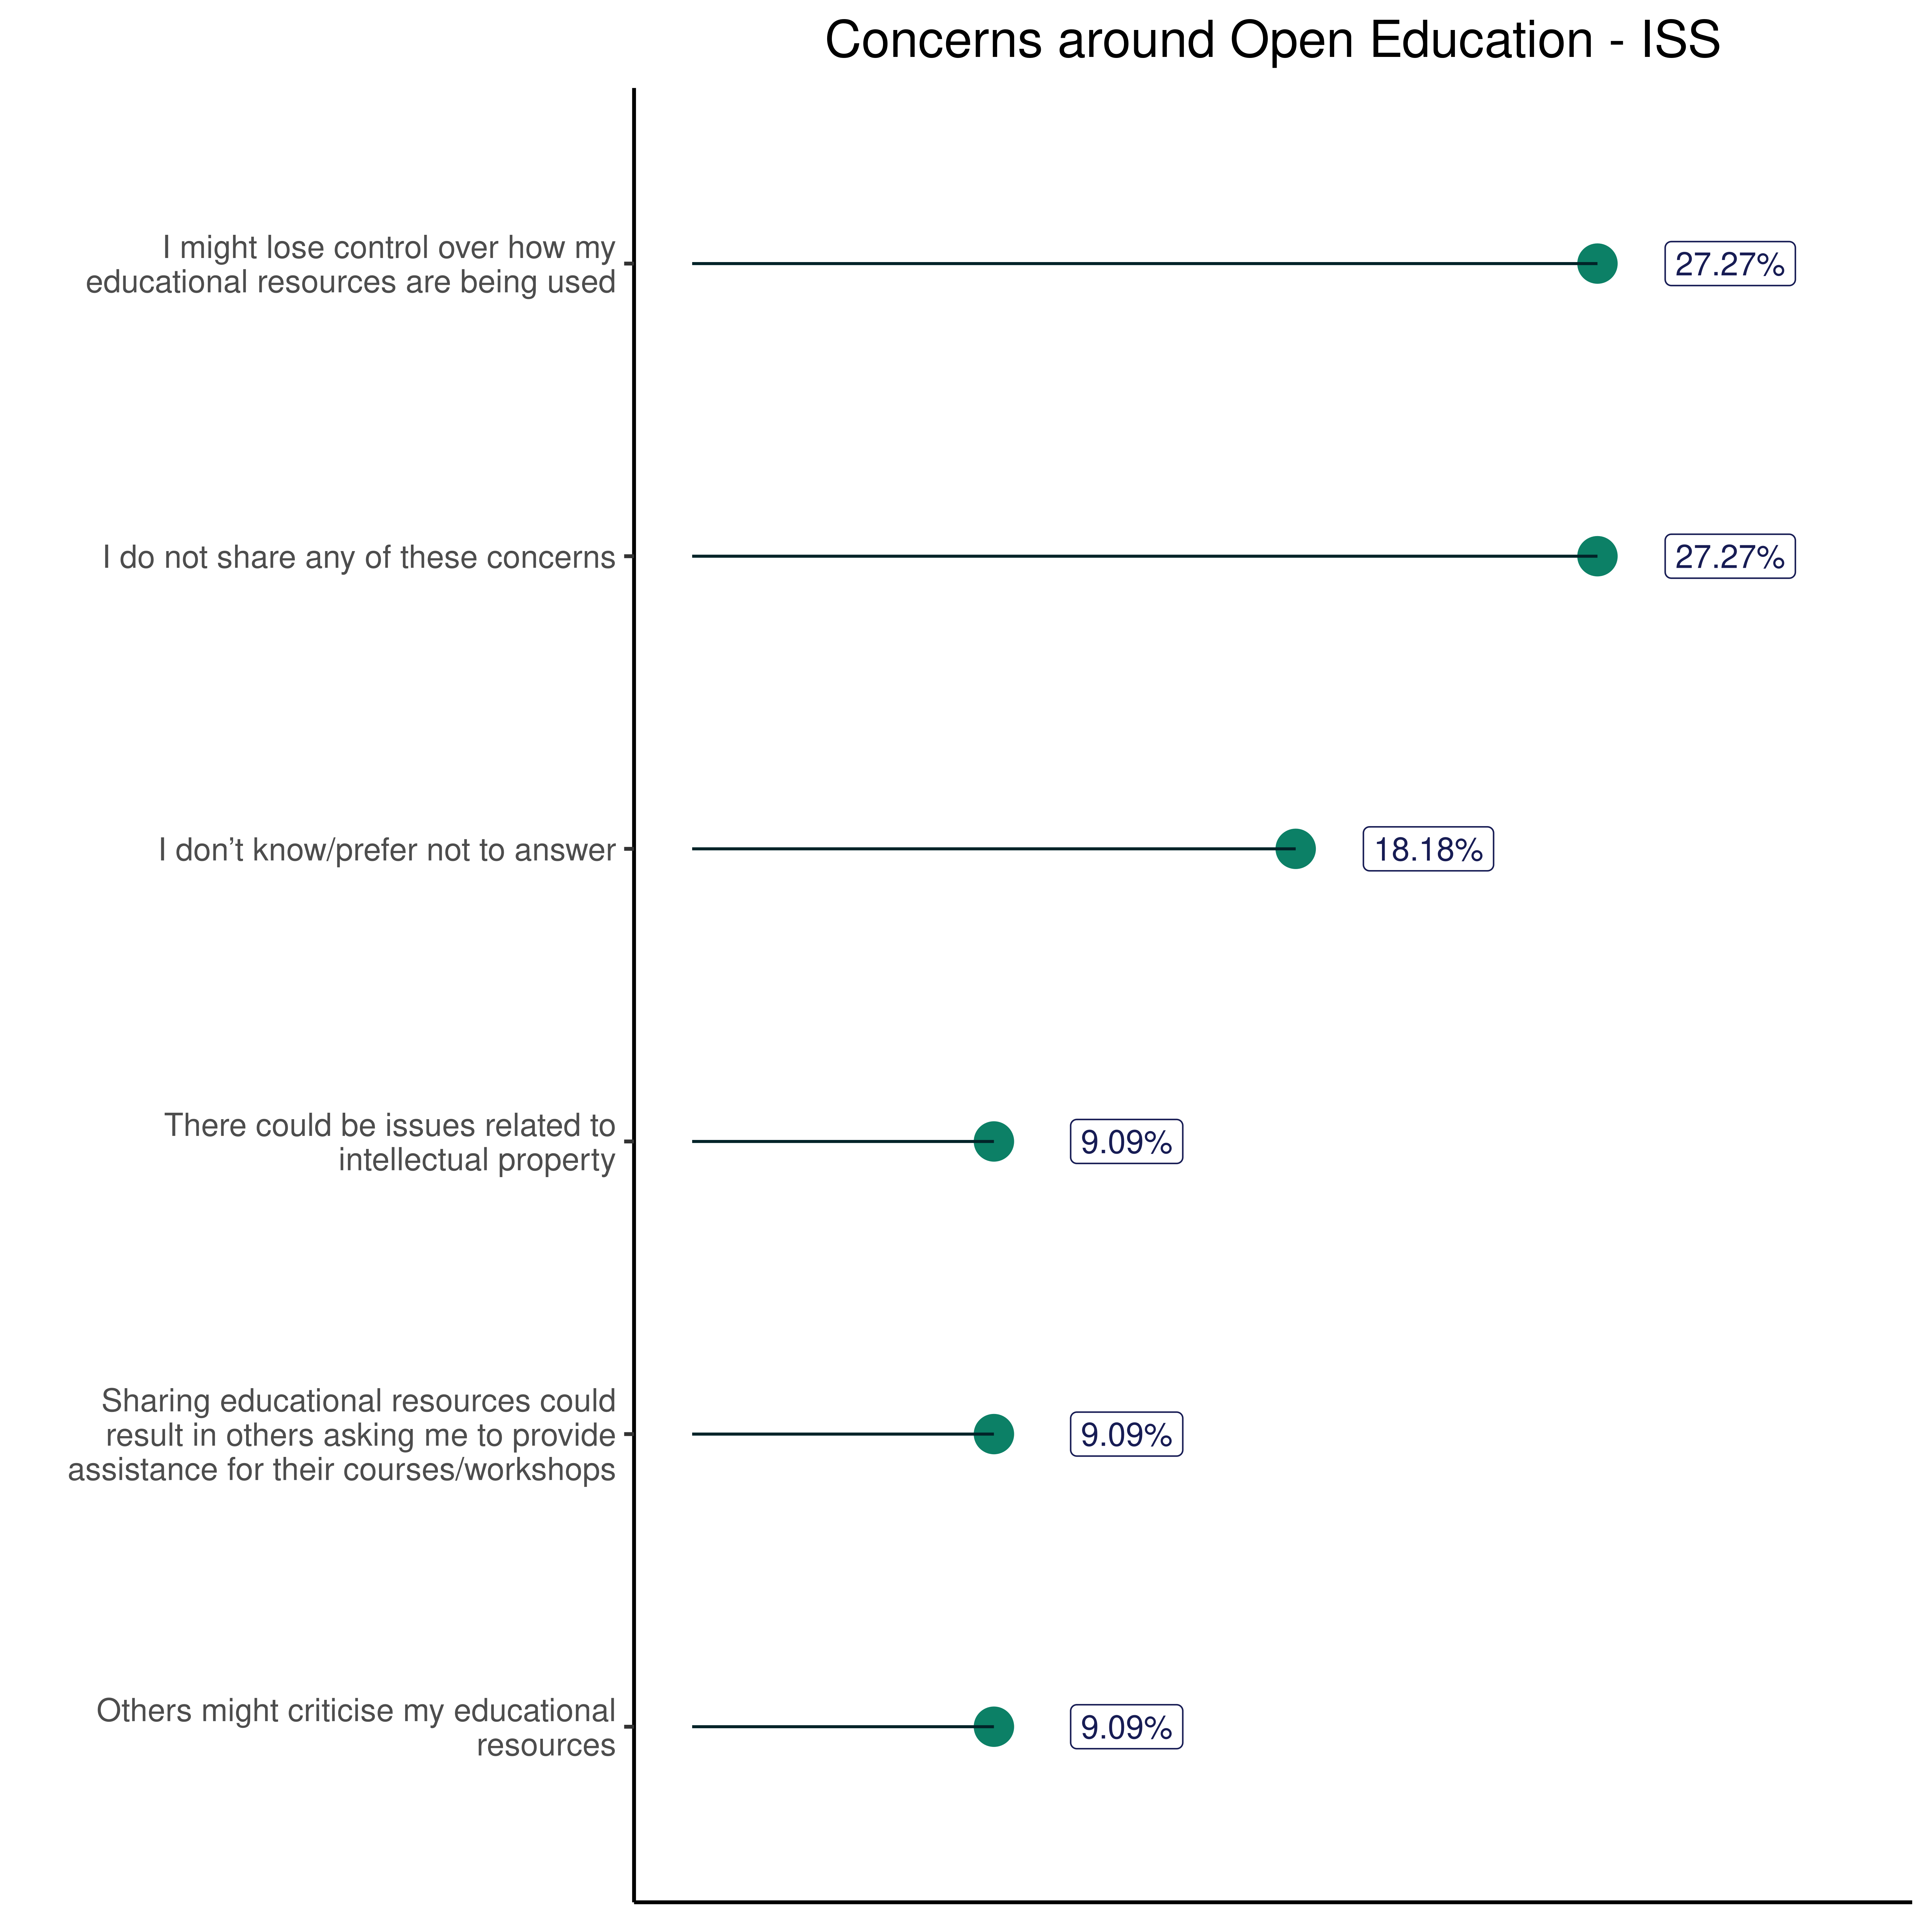 Concerns around Open Education - ISS
I might lose control over how my
educational resources are being used
27.27%
I do not share any of these concerns
27.27%
I don’t know/prefer not to answer
18.18%
There could be issues related to
intellectual property
9.09%
Sharing educational resources could
result in others asking me to provide
assistance for their courses/workshops
9.09%
Others might criticise my educational
resources
9.09%